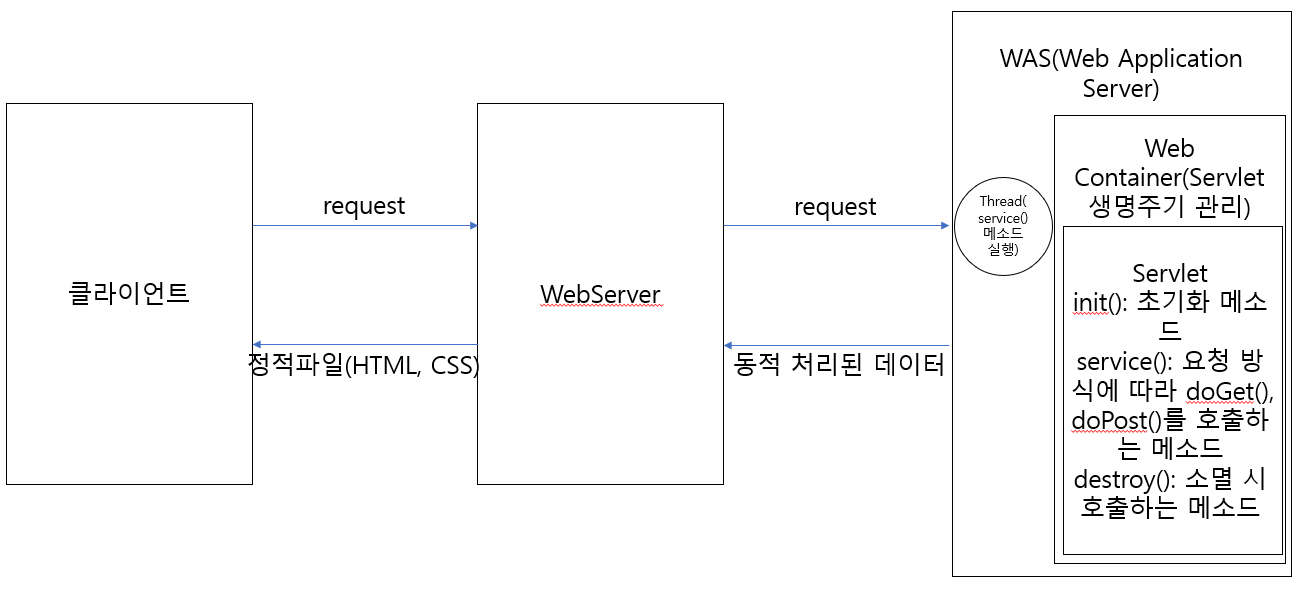 클라이언트
request
정적파일(HTML, CSS)
WebServer
request
동적 처리된 데이터
WAS(Web Application
Server)
Thread(
service()
메소드
실행)
Web
Container(Servlet
생명주기 관리)
Servlet
init(): 초기화 메소
드
service(): 요청 방
식에 따라 doGet(),
doPost()를 호출하
는 메소드
destroy(): 소멸 시
호출하는 메소드